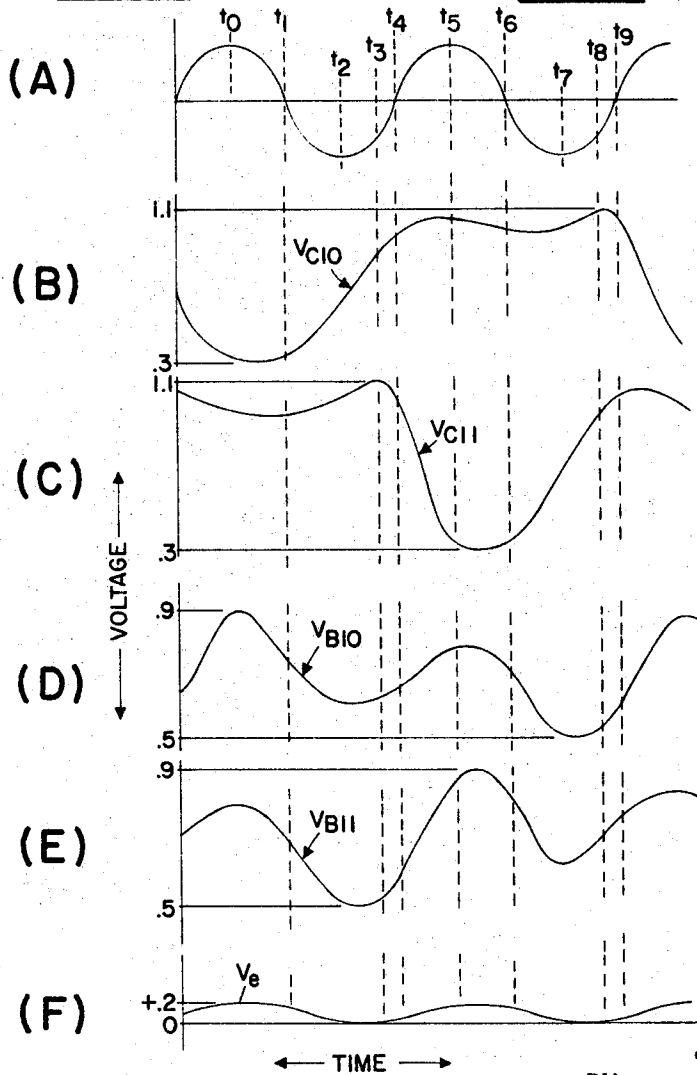 t0 t1 t2 t3 t4 t5 t6 t7 t8 t9
(A)
1.1
VC10
(B)
.3
1.1
VC11
(C)
.3
VOLTAGE
.9
VB10
(D)
.5
.9
VB11
(E)
.5
Ve
+.2
(F)
0
TIME